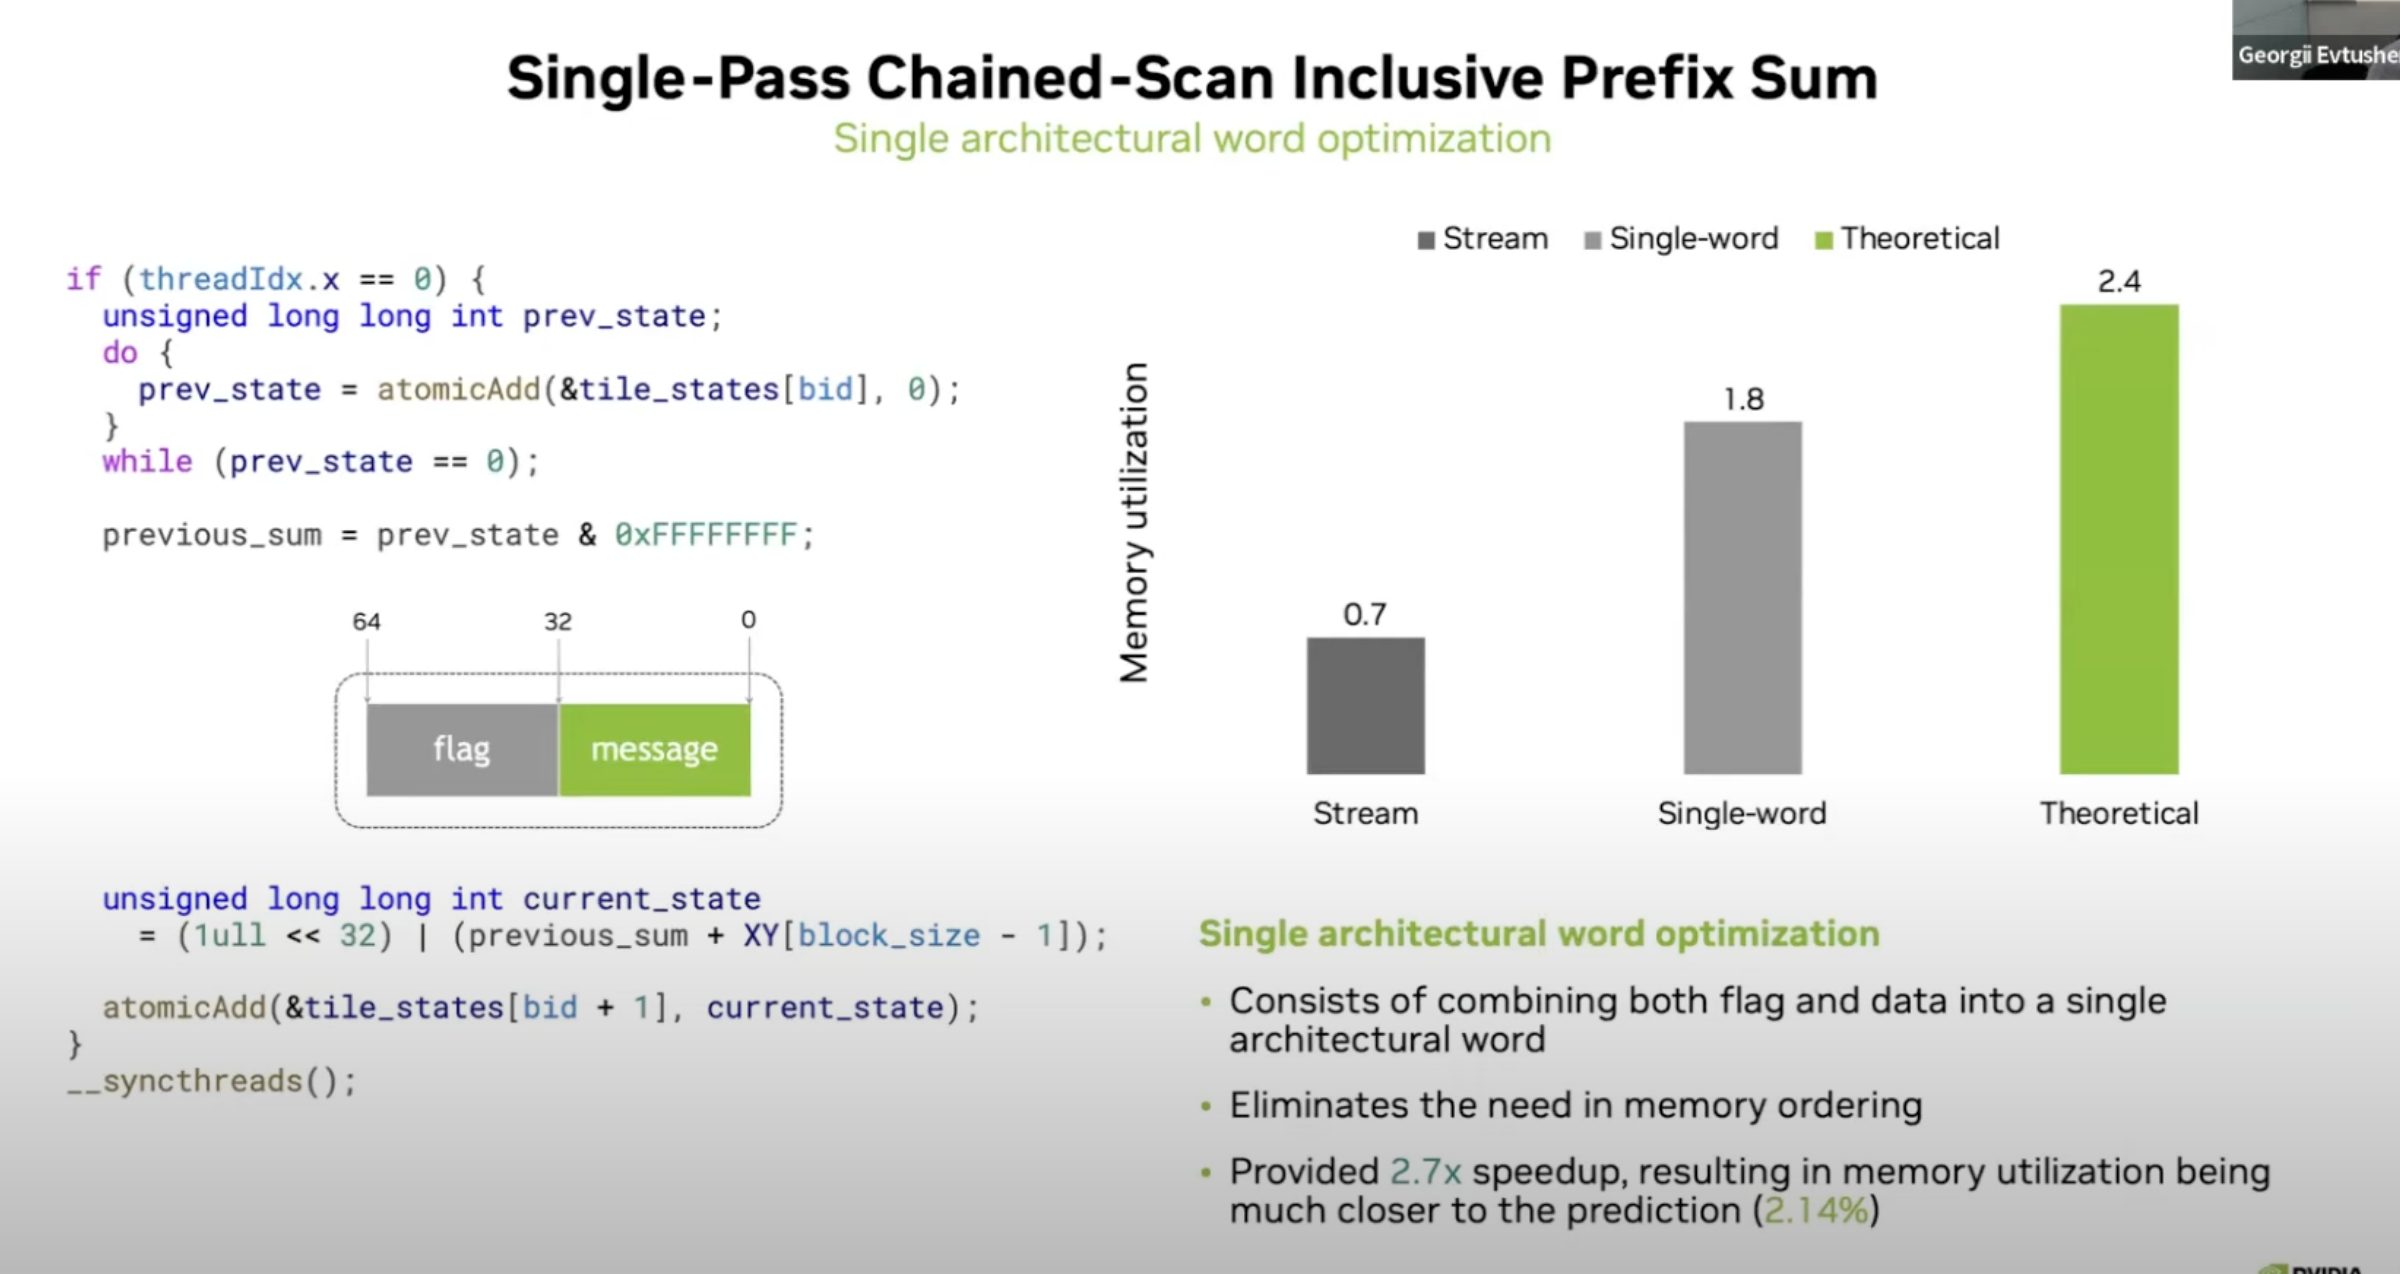 Georgii Evtushe
Single-Pass Chained-Scan Inclusive Prefix Sum
Single architectural word optimization
if (threadIdx.x == 0) {
unsigned long long int prev_state;
do {
prev_state = atomicAdd(&tile_states[bid], 0);
}
while (prev_state == 0);
previous_sum = prev_state & 0xFFFFFFFF;
64 32 0
flag message
unsigned long long int current_state
= (1ull << 32) | (previous_sum + XY[block_size - 1]);
atomicAdd(&tile_states[bid + 1], current_state);
}
__syncthreads();
Stream Single-word Theoretical
2.4
1.8
0.7
Memory utilization
Stream Single-word Theoretical
Single architectural word optimization
• Consists of combining both flag and data into a single
architectural word
• Eliminates the need in memory ordering
• Provided 2.7x speedup, resulting in memory utilization being
much closer to the prediction (2.14%)
NVIDIA